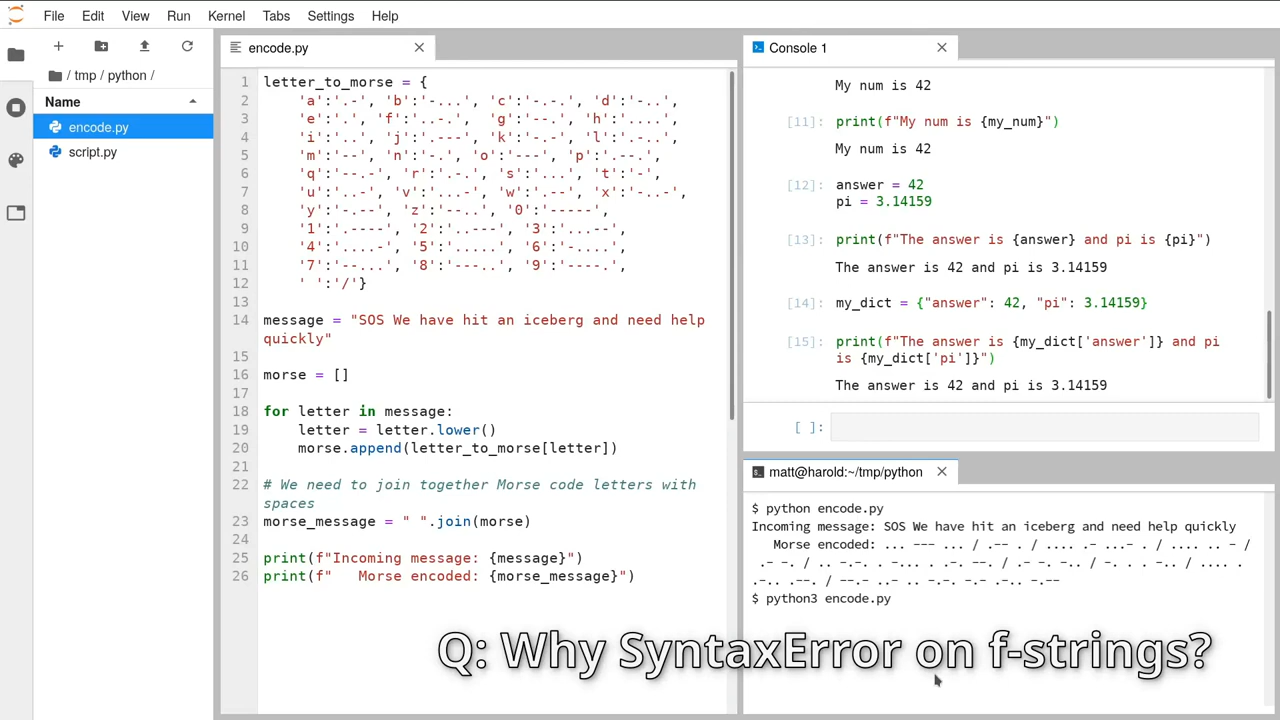 File Edit View Run Kernel Tabs Settings Help
/ tmp / python /
Name
encode.py
script.py
encode.py
1 letter_to_morse = {
2 'a':'.-', 'b':'-...', 'c':'-.-.', 'd':'-..',
3 'e':'.', 'f':'..-.', 'g':'--.', 'h':'....',
4 'i':'..', 'j':'.---', 'k':'-.-', 'l':'.-..',
5 'm':'--', 'n':'-.', 'o':'---', 'p':'.--.',
6 'q':'--.-', 'r':'.-.', 's':'...', 't':'-',
7 'u':'..-', 'v':'...-', 'w':'.--', 'x':'-..-',
8 'y':'-.--', 'z':'--..', '0':'-----',
9 '1':'.----', '2':'..---', '3':'...--',
10 '4':'....-', '5':'.....', '6':'-....',
11 '7':'--...', '8':'---..', '9':'----.',
12 ' ':'/'}
13
14 message = "SOS We have hit an iceberg and need help
quickly"
15
16 morse = []
17
18 for letter in message:
19 letter = letter.lower()
20 morse.append(letter_to_morse[letter])
21
22 # We need to join together Morse code letters with
spaces
23 morse_message = " ".join(morse)
24
25 print(f"Incoming message: {message}")
26 print(f"   Morse encoded: {morse_message}")
Console 1
My num is 42
[11]: print(f"My num is {my_num}")
My num is 42
[12]: answer = 42
pi = 3.14159
[13]: print(f"The answer is {answer} and pi is {pi}")
The answer is 42 and pi is 3.14159
[14]: my_dict = {"answer": 42, "pi": 3.14159}
[15]: print(f"The answer is {my_dict['answer']} and pi
is {my_dict['pi']}")
The answer is 42 and pi is 3.14159
[ ]:
matt@harold:~/tmp/python
$ python encode.py
Incoming message: SOS We have hit an iceberg and need help quickly
Morse encoded: ... --- ... / .-- . / .... .- ...- . / .... .. - /
.- -. / .. -.-. . -... . .-. --. / .- -. -.. / -. . . -.. / .... .
.-.. .--. / --.- ..- .. -.-. -.- .-.. -.--
$ python3 encode.py
Q: Why SyntaxError on f-strings?